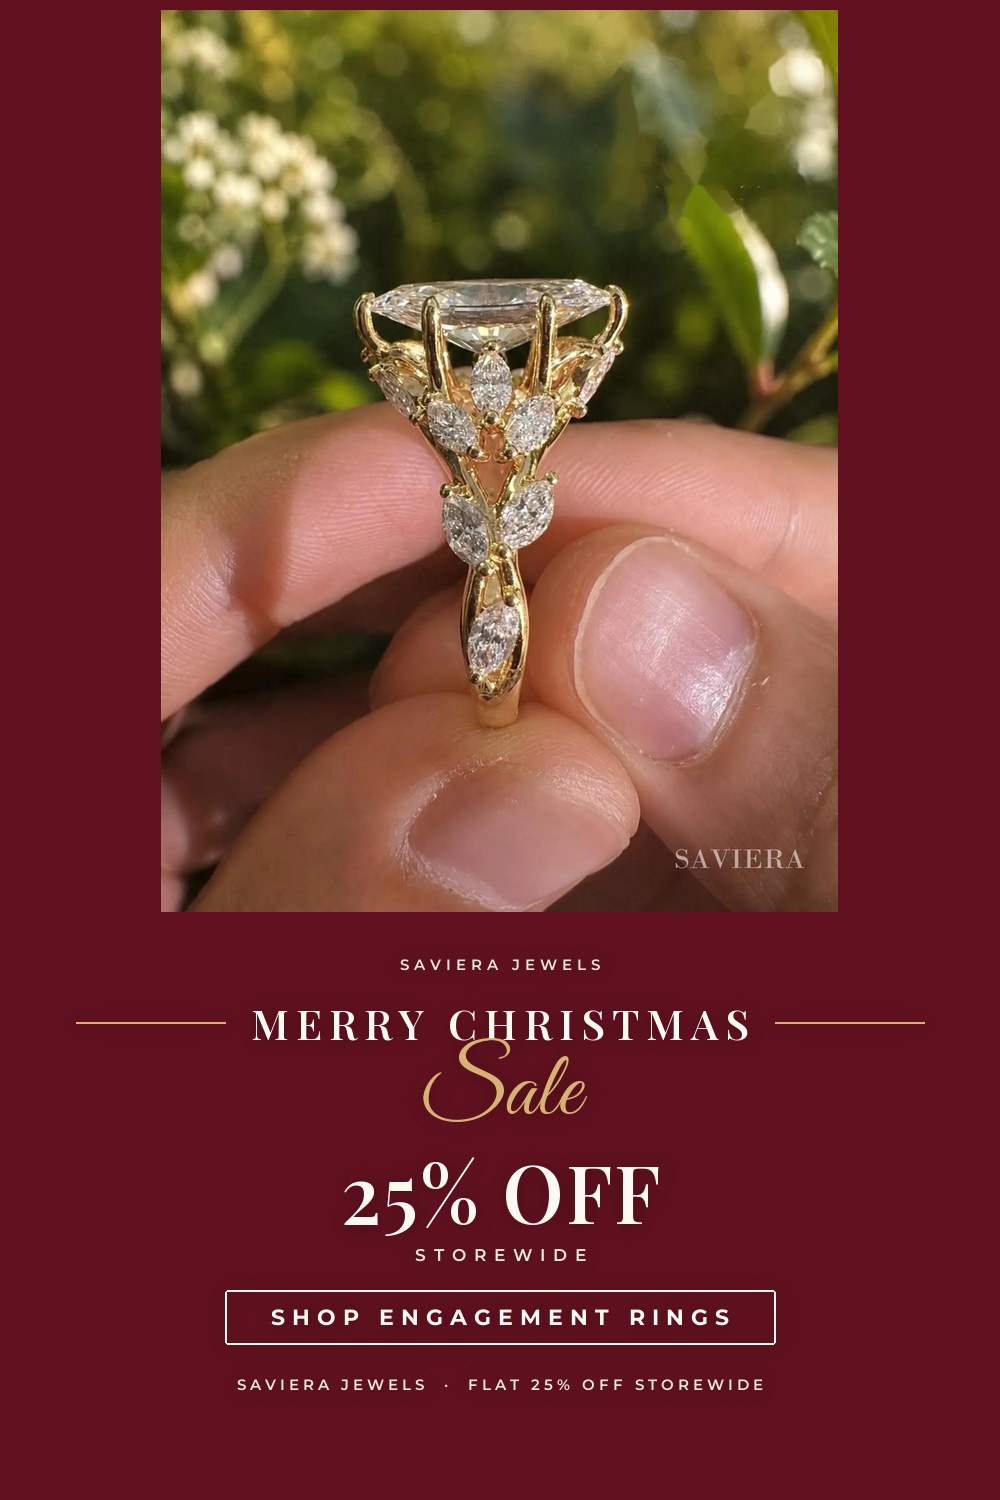 SAVIERA
SAVIERA JEWELS
MERRY CHRISTMAS
Sale
25% OFF
STOREWIDE
SHOP ENGAGEMENT RINGS
SAVIERA JEWELS · FLAT 25% OFF STOREWIDE